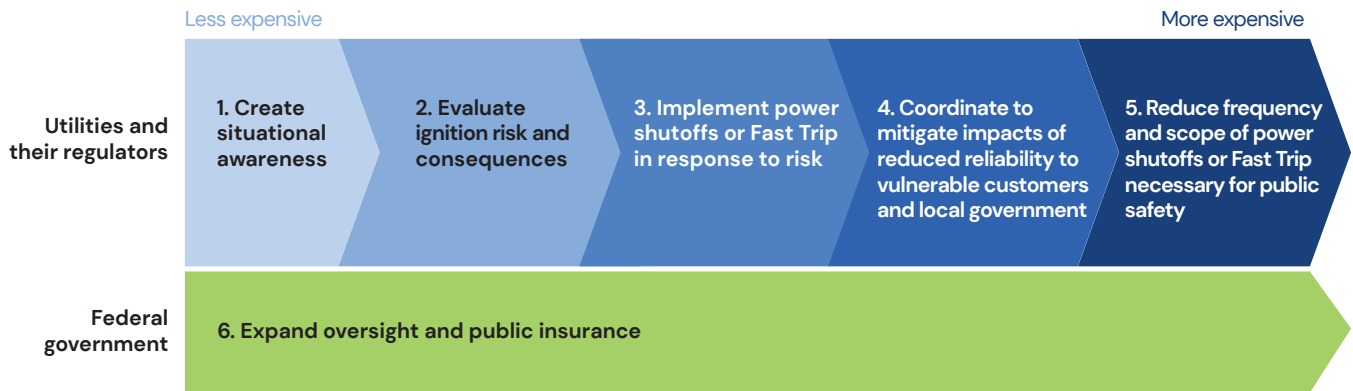 Less expensive
More expensive
Utilities and
their regulators
1. Create
situational
awareness
2. Evaluate
ignition risk and
consequences
3. Implement power
shutoffs or Fast Trip
in response to risk
4. Coordinate to
mitigate impacts of
reduced reliability to
vulnerable customers
and local government
5. Reduce frequency
and scope of power
shutoffs or Fast Trip
necessary for public
safety
Federal
government
6. Expand oversight and public insurance